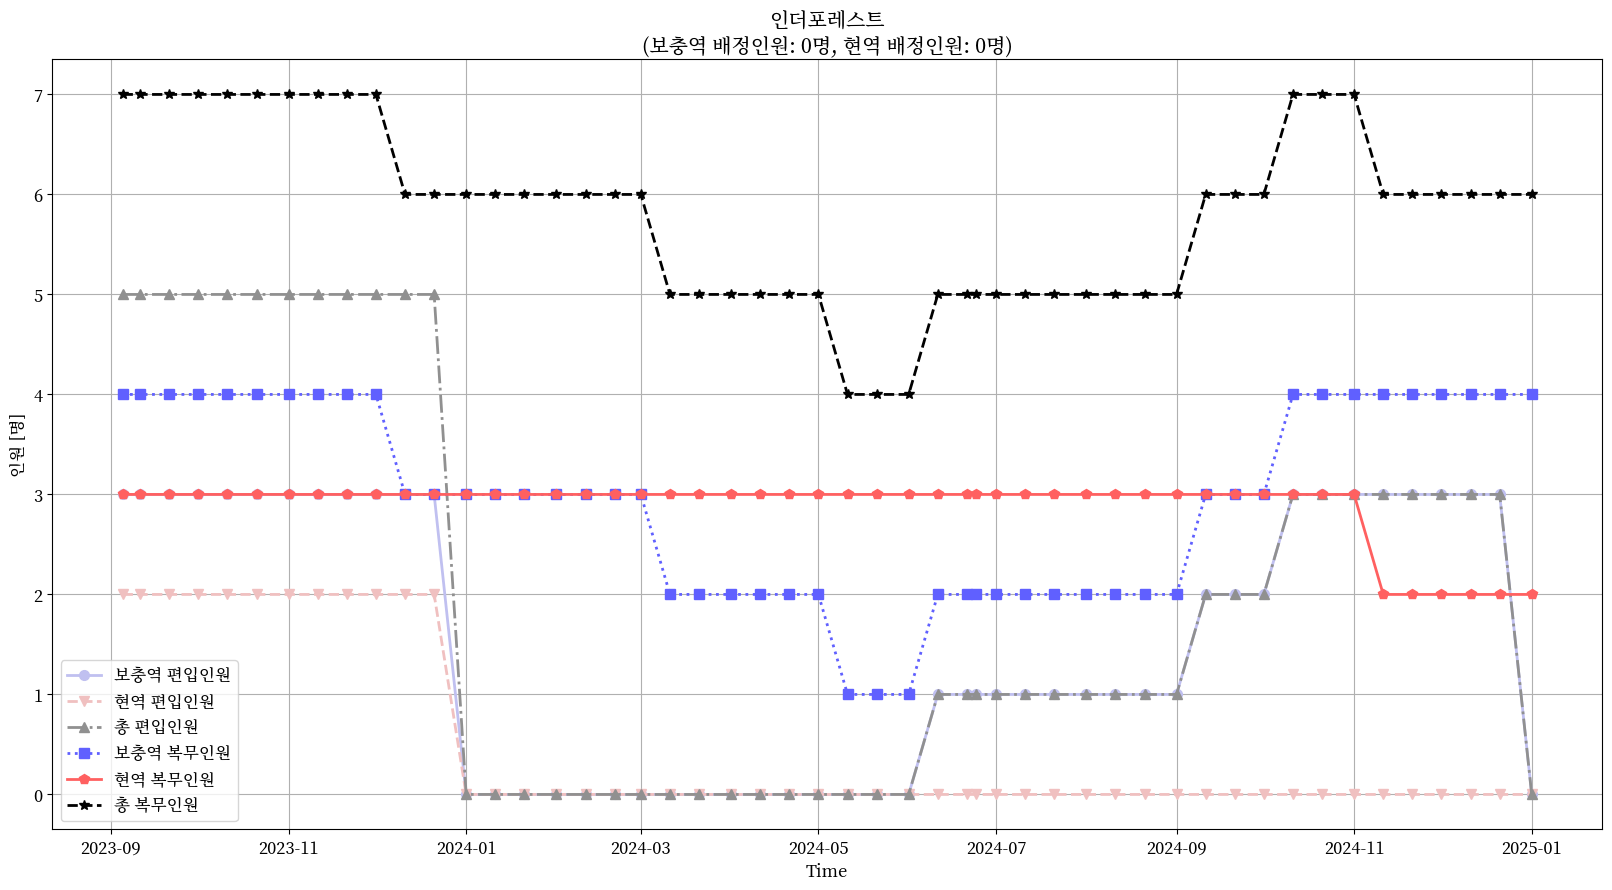 인더포레스트
(보충역 배정인원: 0명, 현역 배정인원: 0명)
인원 [명]
7
6
5
4
3
2
1
0
보충역 편입인원
현역 편입인원
총 편입인원
보충역 복무인원
현역 복무인원
총 복무인원
2023-09
2023-11
2024-01
2024-03
2024-05
2024-07
2024-09
2024-11
2025-01
Time